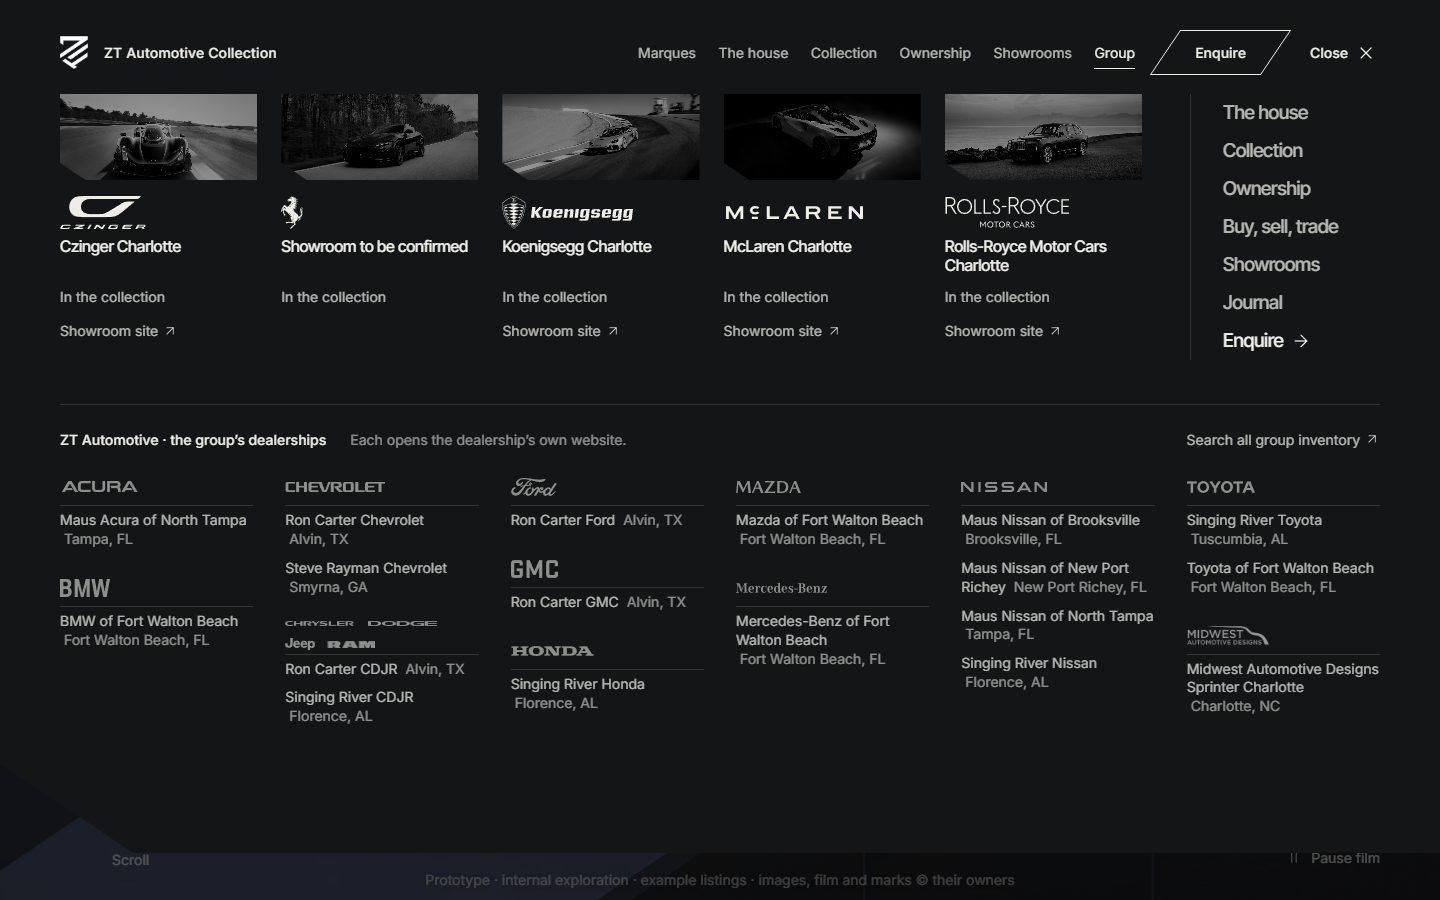 ZT Automotive Collection
Marques
The house
Collection
Ownership
Showrooms
Group
Enquire
Close
CZINGER
Koenigsegg
McLAREN
ROLLS-ROYCE
MOTOR CARS
Czinger Charlotte
Showroom to be confirmed
Koenigsegg Charlotte
McLaren Charlotte
Rolls-Royce Motor Cars
Charlotte
In the collection
In the collection
In the collection
In the collection
In the collection
Showroom site
Showroom site
Showroom site
Showroom site
The house
Collection
Ownership
Buy, sell, trade
Showrooms
Journal
Enquire
ZT Automotive · the group’s dealerships
Each opens the dealership’s own website.
Search all group inventory
ACURA
Maus Acura of North Tampa
Tampa, FL
BMW
BMW of Fort Walton Beach
Fort Walton Beach, FL
CHEVROLET
Ron Carter Chevrolet
Alvin, TX
Steve Rayman Chevrolet
Smyrna, GA
CHRYSLER DODGE
Jeep RAM
Ron Carter CDJR Alvin, TX
Singing River CDJR
Florence, AL
Ford
Ron Carter Ford Alvin, TX
GMC
Ron Carter GMC Alvin, TX
HONDA
Singing River Honda
Florence, AL
MAZDA
Mazda of Fort Walton Beach
Fort Walton Beach, FL
Mercedes-Benz
Mercedes-Benz of Fort
Walton Beach
Fort Walton Beach, FL
NISSAN
Maus Nissan of Brooksville
Brooksville, FL
Maus Nissan of New Port
Richey New Port Richey, FL
Maus Nissan of North Tampa
Tampa, FL
Singing River Nissan
Florence, AL
TOYOTA
Singing River Toyota
Tuscumbia, AL
Toyota of Fort Walton Beach
Fort Walton Beach, FL
MIDWEST
AUTOMOTIVE DESIGNS
Midwest Automotive Designs
Sprinter Charlotte
Charlotte, NC
Scroll
Pause film
Prototype · internal exploration · example listings · images, film and marks © their owners